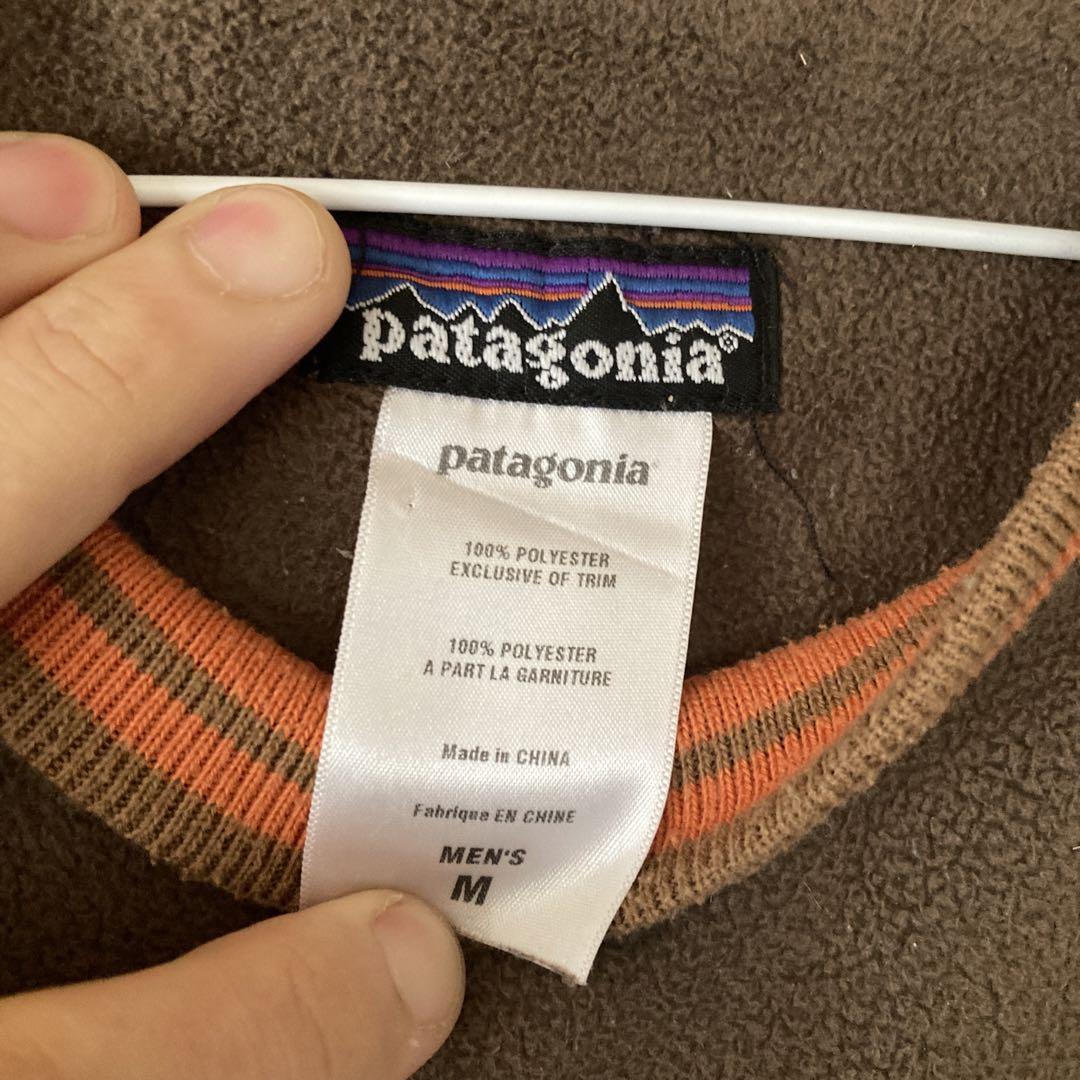 patagonia®
patagonia
100% POLYESTER
EXCLUSIVE OF TRIM
100% POLYESTER
A PART LA GARNITURE
Made in CHINA
Fabrique EN CHINE
MEN'S
M